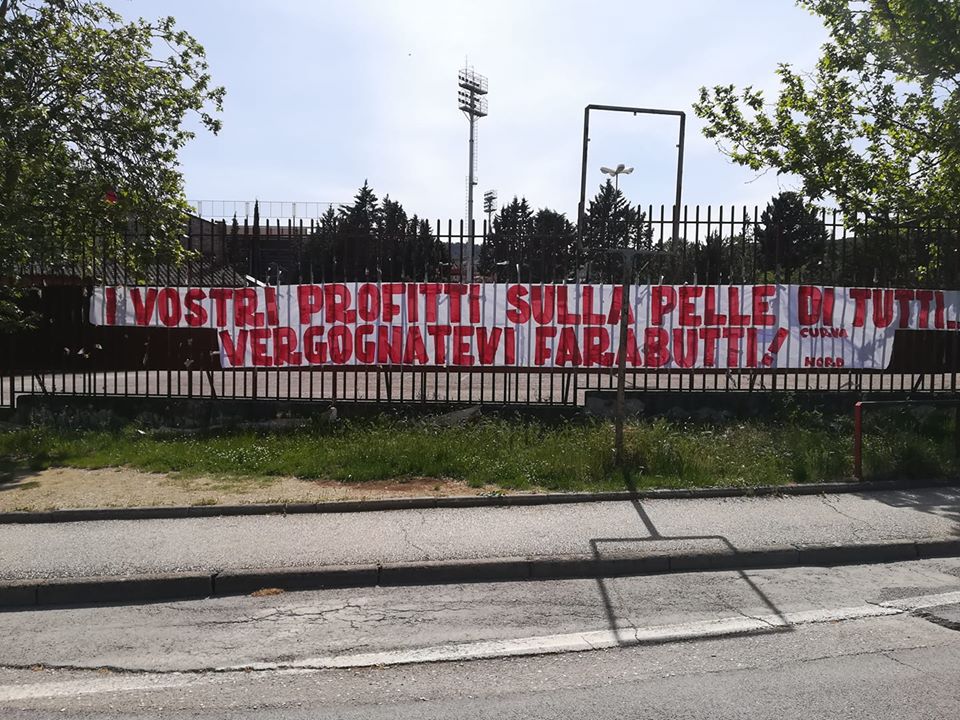 I VOSTRI PROFITTI SULLA PELLE DI TUTTI...
VERGOGNATEVI FARABUTTI!
CURVA
NORD